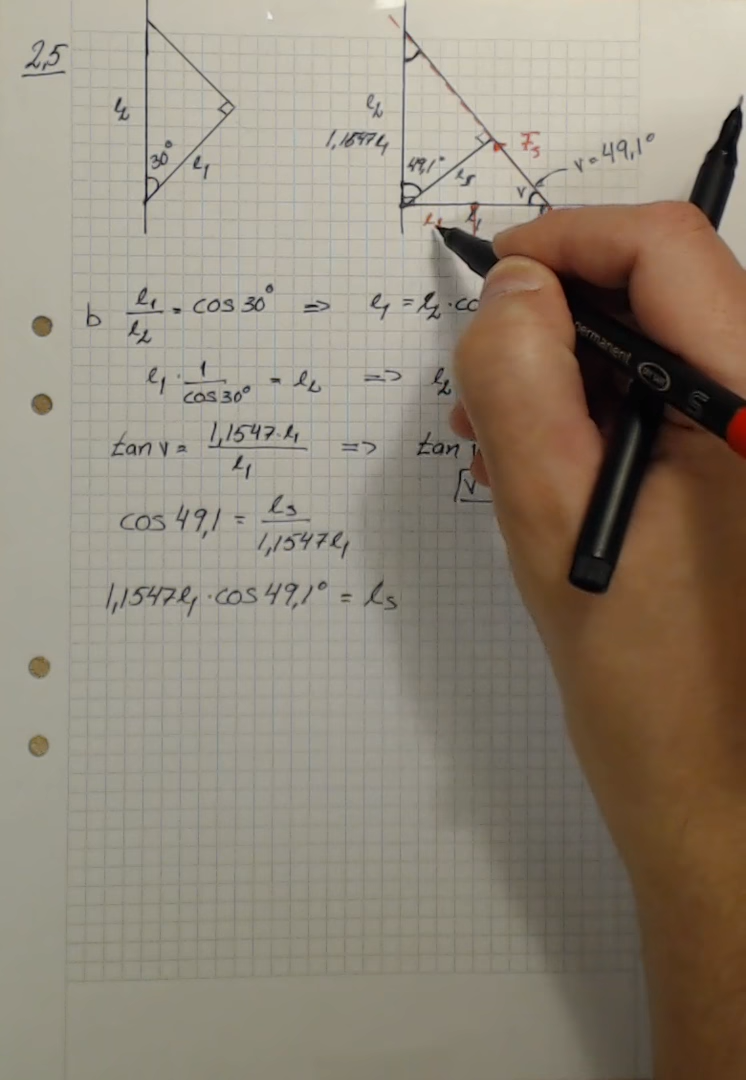 2,5
l₂
30°
l₁
l₂
1,1547l₁
49,1°
ls
Fs
v
v = 49,1°
l₁
b l₁/l₂ = cos 30° => l₁ = l₂·co
l₁ · 1/cos30° = l₂ => l₂
tan v = 1,1547·l₁/l₁ => tan
v
cos 49,1 = ls/1,1547l₁
1,1547l₁ · cos 49,1° = ls
permanent
S